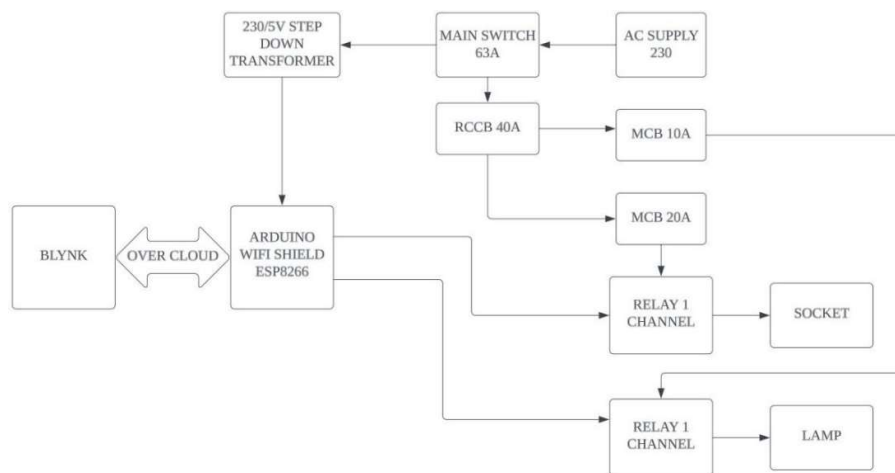 230/5V STEP
DOWN
TRANSFORMER
MAIN SWITCH
63A
AC SUPPLY
230
RCCB 40A
MCB 10A
MCB 20A
BLYNK
OVER CLOUD
ARDUINO
WIFI SHIELD
ESP8266
RELAY 1
CHANNEL
SOCKET
RELAY 1
CHANNEL
LAMP